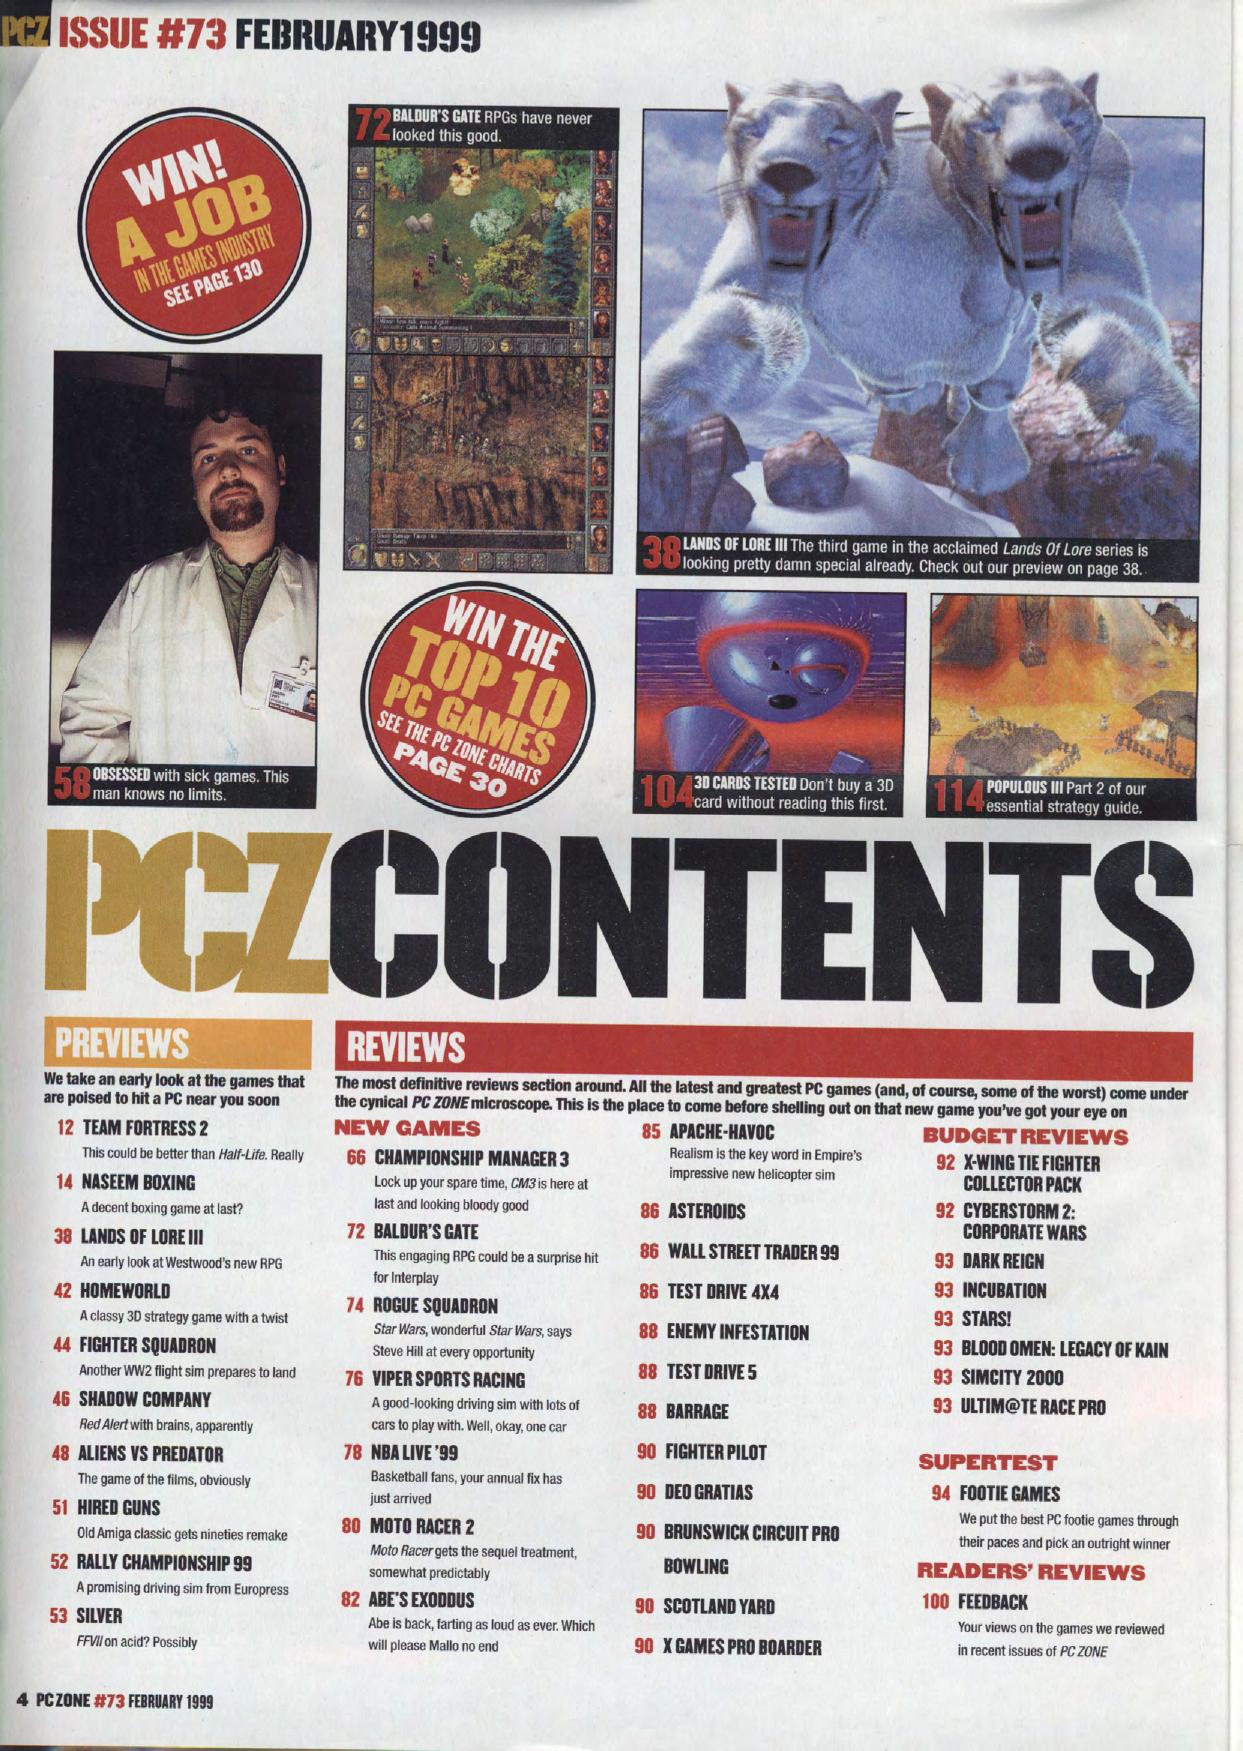 PCZ ISSUE #73 FEBRUARY 1999
WIN!
A JOB
IN THE GAMES INDUSTRY
SEE PAGE 130
72 BALDUR'S GATE RPGs have never
looked this good.
38 LANDS OF LORE III The third game in the acclaimed Lands Of Lore series is
looking pretty damn special already. Check out our preview on page 38.
58 OBSESSED with sick games. This
man knows no limits.
WIN THE
TOP 10
PC GAMES
SEE THE PC ZONE CHARTS
PAGE 30
104 3D CARDS TESTED Don't buy a 3D
card without reading this first.
114 POPULOUS III Part 2 of our
essential strategy guide.
PCZCONTENTS
PREVIEWS
We take an early look at the games that
are poised to hit a PC near you soon
12 TEAM FORTRESS 2
This could be better than Half-Life. Really
14 NASEEM BOXING
A decent boxing game at last?
38 LANDS OF LORE III
An early look at Westwood's new RPG
42 HOMEWORLD
A classy 3D strategy game with a twist
44 FIGHTER SQUADRON
Another WW2 flight sim prepares to land
46 SHADOW COMPANY
Red Alert with brains, apparently
48 ALIENS VS PREDATOR
The game of the films, obviously
51 HIRED GUNS
Old Amiga classic gets nineties remake
52 RALLY CHAMPIONSHIP 99
A promising driving sim from Europress
53 SILVER
FFVII on acid? Possibly
REVIEWS
The most definitive reviews section around. All the latest and greatest PC games (and, of course, some of the worst) come under
the cynical PC ZONE microscope. This is the place to come before shelling out on that new game you've got your eye on
NEW GAMES
66 CHAMPIONSHIP MANAGER 3
Lock up your spare time, CM3 is here at
last and looking bloody good
72 BALDUR'S GATE
This engaging RPG could be a surprise hit
for Interplay
74 ROGUE SQUADRON
Star Wars, wonderful Star Wars, says
Steve Hill at every opportunity
76 VIPER SPORTS RACING
A good-looking driving sim with lots of
cars to play with. Well, okay, one car
78 NBA LIVE '99
Basketball fans, your annual fix has
just arrived
80 MOTO RACER 2
Moto Racer gets the sequel treatment,
somewhat predictably
82 ABE'S EXODDUS
Abe is back, farting as loud as ever. Which
will please Mallo no end
85 APACHE-HAVOC
Realism is the key word in Empire's
impressive new helicopter sim
86 ASTEROIDS
86 WALL STREET TRADER 99
86 TEST DRIVE 4X4
88 ENEMY INFESTATION
88 TEST DRIVE 5
88 BARRAGE
90 FIGHTER PILOT
90 DEO GRATIAS
90 BRUNSWICK CIRCUIT PRO
BOWLING
90 SCOTLAND YARD
90 X GAMES PRO BOARDER
BUDGET REVIEWS
92 X-WING TIE FIGHTER
COLLECTOR PACK
92 CYBERSTORM 2:
CORPORATE WARS
93 DARK REIGN
93 INCUBATION
93 STARS!
93 BLOOD OMEN: LEGACY OF KAIN
93 SIMCITY 2000
93 ULTIM@TE RACE PRO
SUPERTEST
94 FOOTIE GAMES
We put the best PC footie games through
their paces and pick an outright winner
READERS' REVIEWS
100 FEEDBACK
Your views on the games we reviewed
in recent issues of PC ZONE
4 PC ZONE #73 FEBRUARY 1999